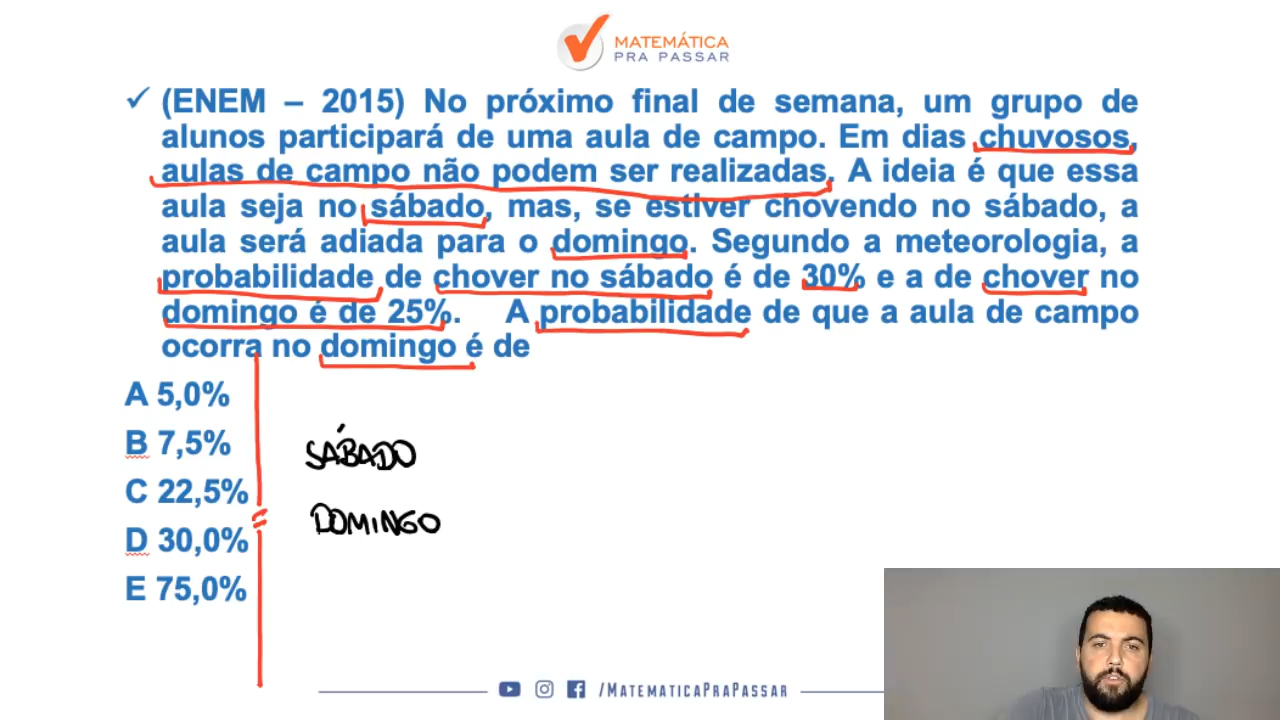 MATEMÁTICA
PRA PASSAR
(ENEM – 2015) No próximo final de semana, um grupo de
alunos participará de uma aula de campo. Em dias chuvosos,
aulas de campo não podem ser realizadas. A ideia é que essa
aula seja no sábado, mas, se estiver chovendo no sábado, a
aula será adiada para o domingo. Segundo a meteorologia, a
probabilidade de chover no sábado é de 30% e a de chover no
domingo é de 25%. A probabilidade de que a aula de campo
ocorra no domingo é de
A 5,0%
B 7,5%
C 22,5%
D 30,0%
E 75,0%
SÁBADO
DOMINGO
/MATEMATICAPRAPASSAR